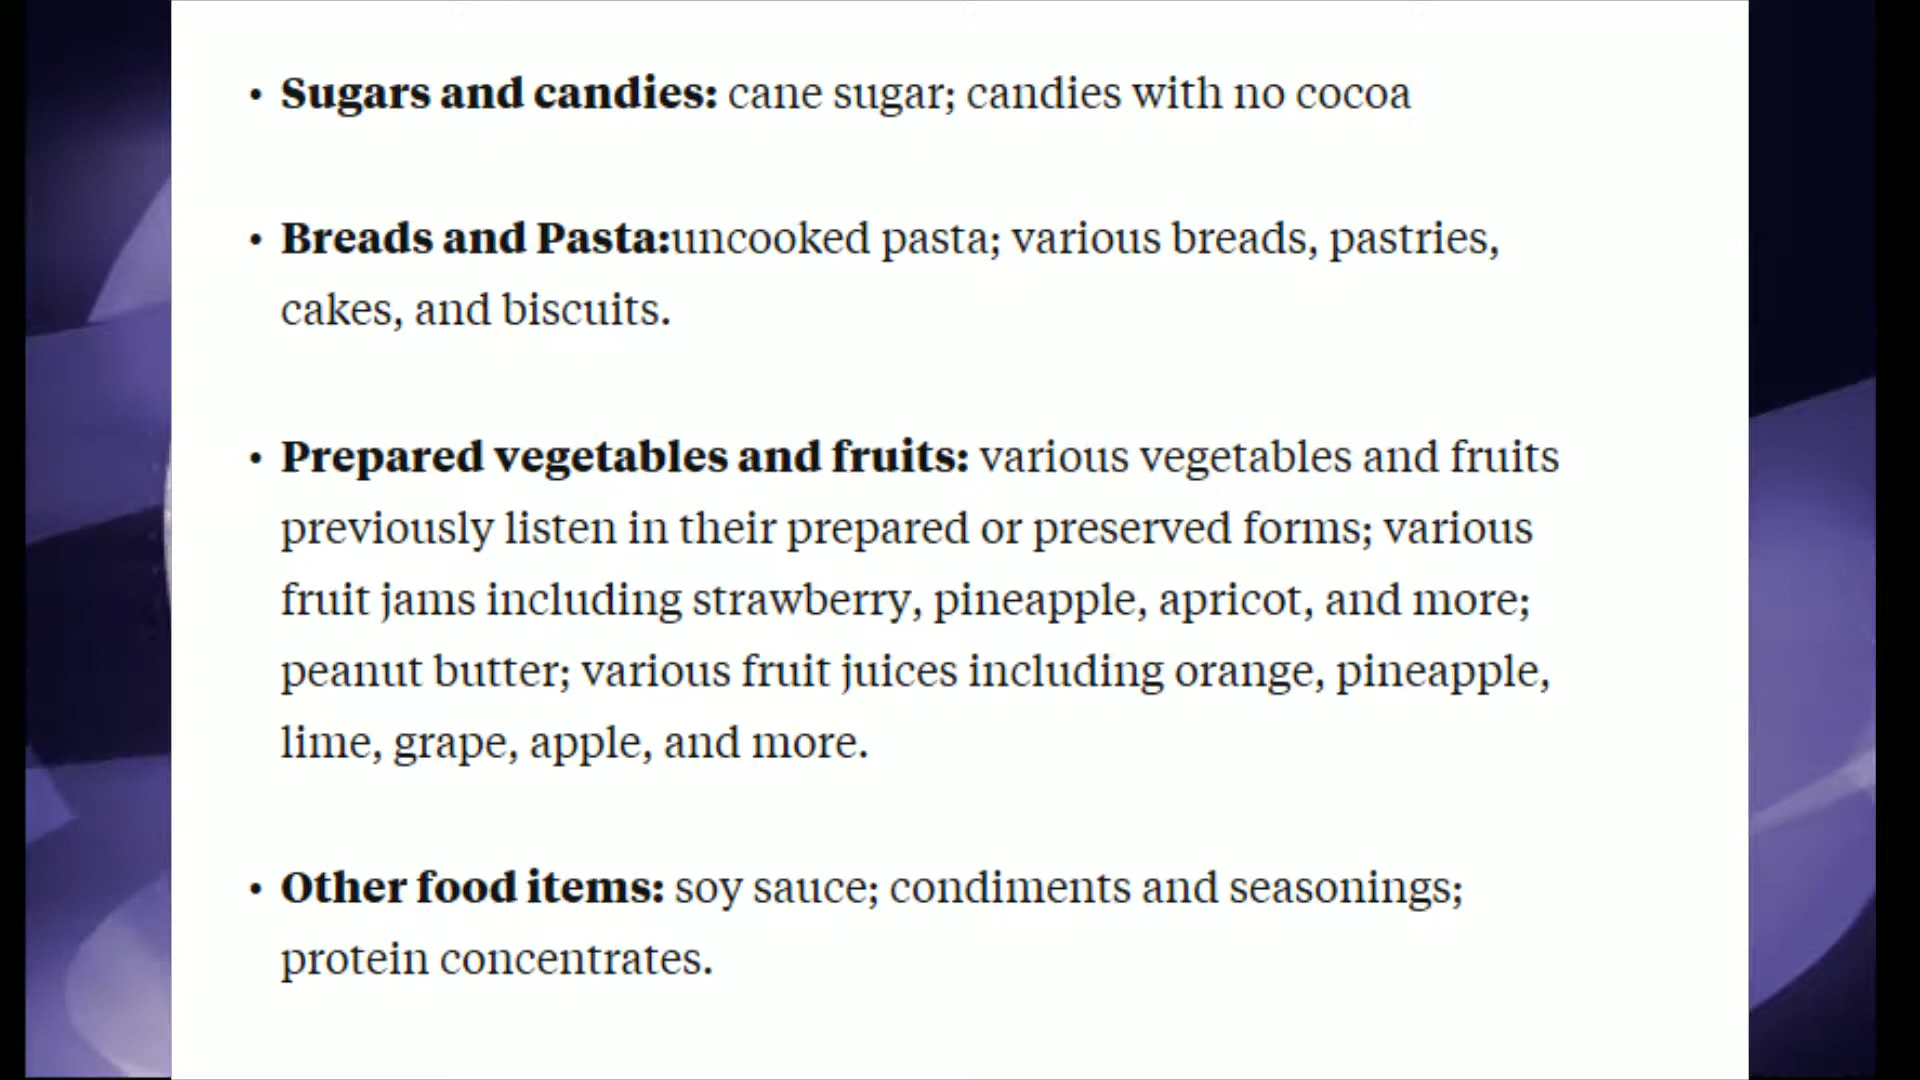 • Sugars and candies: cane sugar; candies with no cocoa
• Breads and Pasta:uncooked pasta; various breads, pastries,
cakes, and biscuits.
• Prepared vegetables and fruits: various vegetables and fruits
previously listen in their prepared or preserved forms; various
fruit jams including strawberry, pineapple, apricot, and more;
peanut butter; various fruit juices including orange, pineapple,
lime, grape, apple, and more.
• Other food items: soy sauce; condiments and seasonings;
protein concentrates.